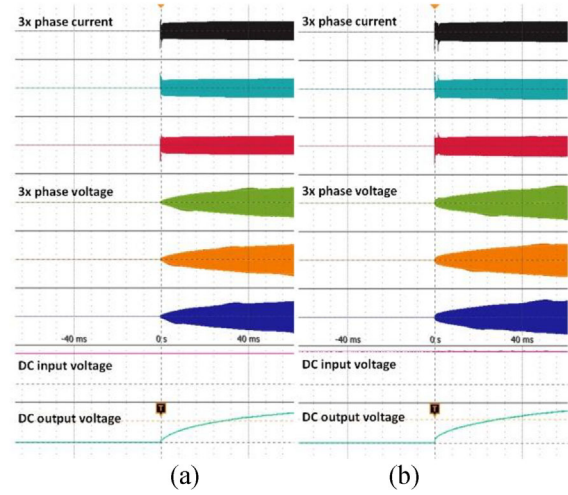 3x phase current
3x phase voltage
-40 ms
0:s
40 ms
DC input voltage
T
DC output voltage
(a)
3x phase current
3x phase voltage
-40 ms
0:s
40 ms
DC input voltage
T
DC output voltage
(b)